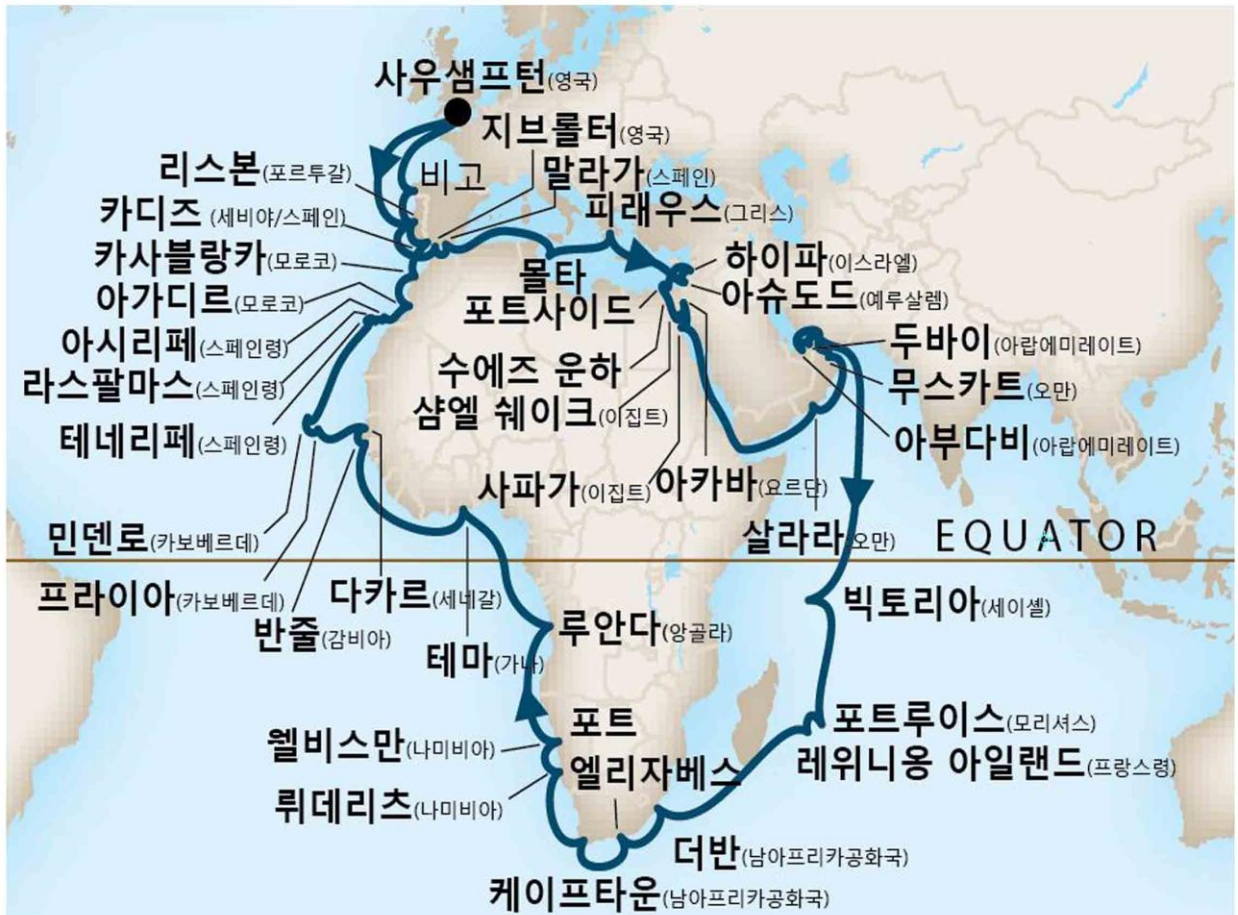 사우샘프턴(영국)
지브롤터(영국)
리스본(포르투갈)
비고
말라가(스페인)
카디즈 (세비야/스페인)
피래우스(그리스)
카사블랑카(모로코)
하이파(이스라엘)
몰타
아가디르(모로코)
아슈도드(예루살렘)
포트사이드
아시리페(스페인령)
두바이(아랍에미레이트)
수에즈 운하
라스팔마스(스페인령)
무스카트(오만)
샴엘 쉐이크(이집트)
테네리페(스페인령)
아부다비(아랍에미레이트)
사파가(이집트)
아카바(요르단)
민덴로(카보베르데)
살라라(오만)
EQUATOR
프라이아(카보베르데)
다카르(세네갈)
빅토리아(세이셸)
반줄(감비아)
루안다(앙골라)
테마(가나)
포트
엘리자베스
포트루이스(모리셔스)
웰비스만(나미비아)
레위니옹 아일랜드(프랑스령)
뤼데리츠(나미비아)
더반(남아프리카공화국)
케이프타운(남아프리카공화국)